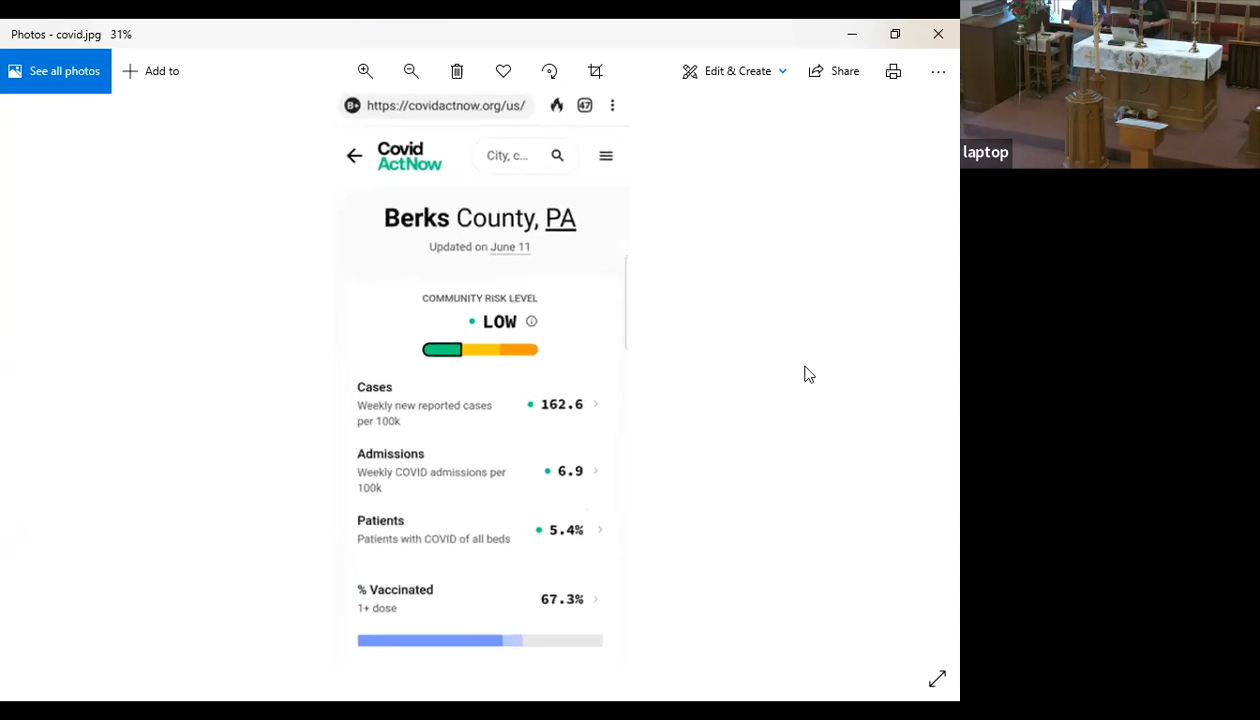 Photos - covid.jpg 31%
See all photos
Add to
Edit & Create
Share
B+ https://covidactnow.org/us/ 47
Covid
ActNow
City, c...
Berks County, PA
Updated on June 11
COMMUNITY RISK LEVEL
LOW
Cases
Weekly new reported cases
per 100k
162.6
Admissions
Weekly COVID admissions per
100k
6.9
Patients
Patients with COVID of all beds
5.4%
% Vaccinated
1+ dose
67.3%
laptop